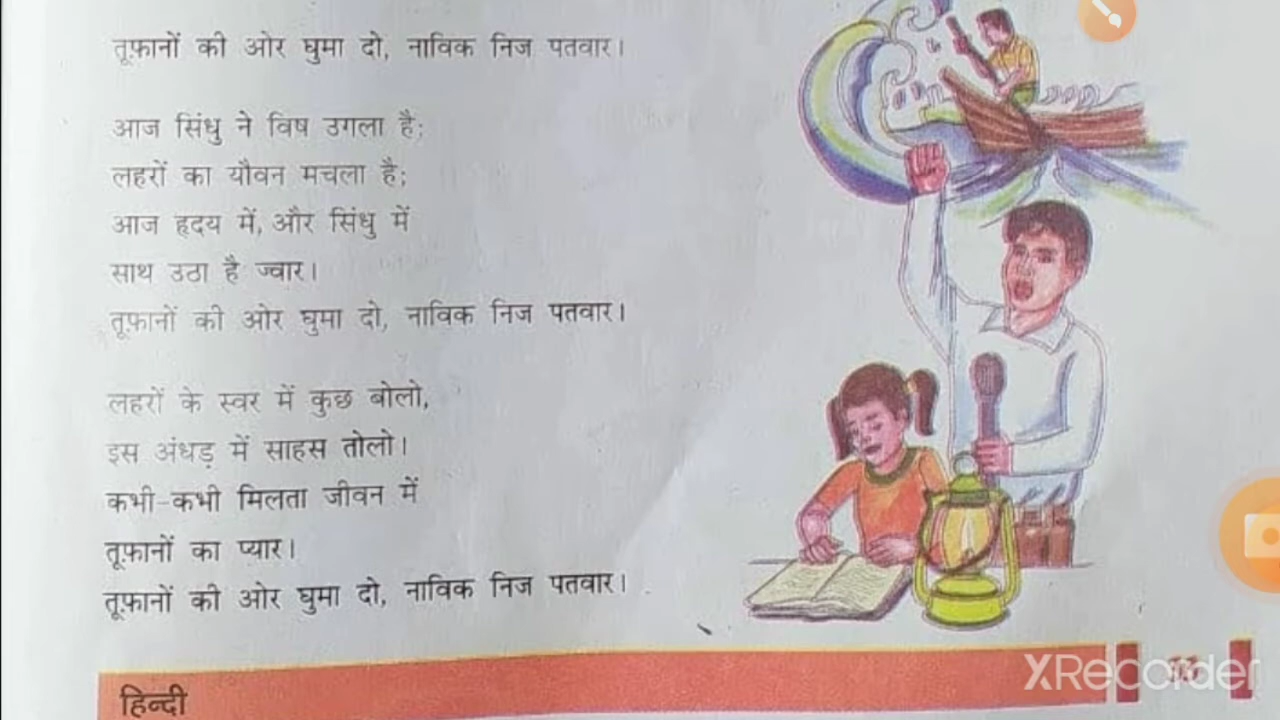 तूफ़ानों की ओर घुमा दो, नाविक निज पतवार।
आज सिंधु ने विष उगला है;
लहरों का यौवन मचला है;
आज हृदय में, और सिंधु में
साथ उठा है ज्वार।
तूफ़ानों की ओर घुमा दो, नाविक निज पतवार।
लहरों के स्वर में कुछ बोलो,
इस अंधड़ में साहस तोलो।
कभी-कभी मिलता जीवन में
तूफ़ानों का प्यार।
तूफ़ानों की ओर घुमा दो, नाविक निज पतवार।
हिन्दी
XRecorder